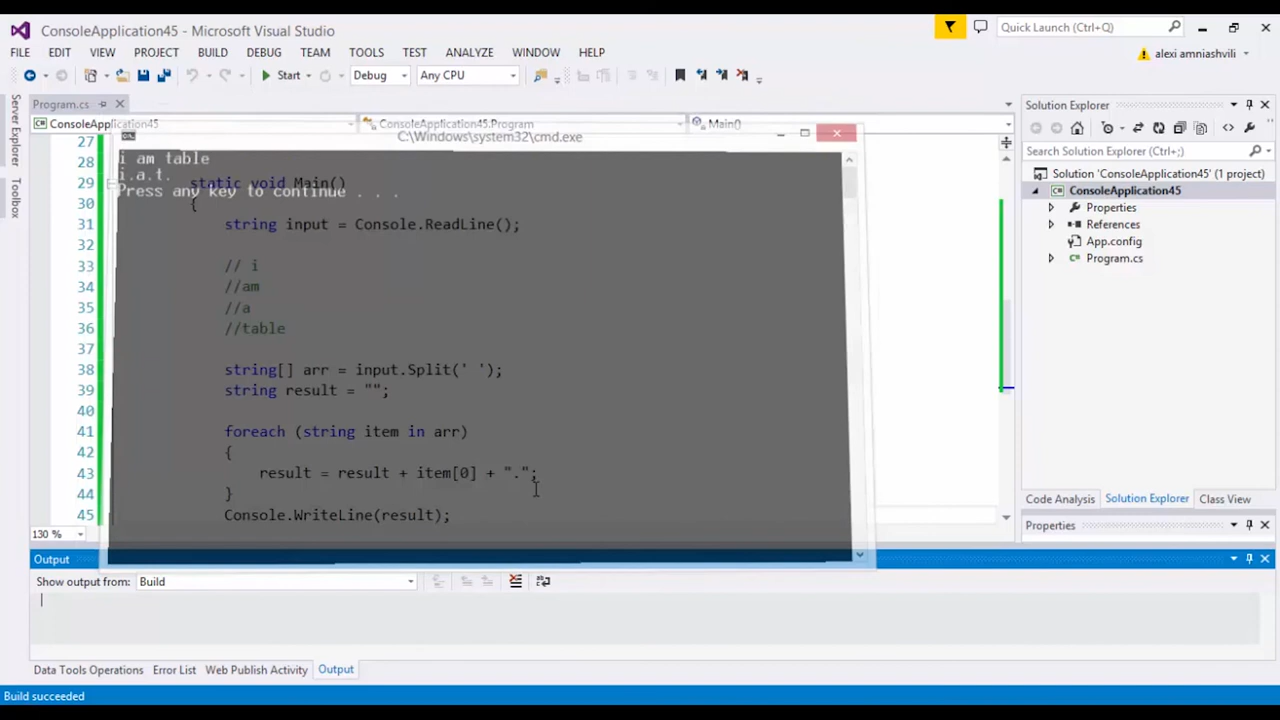 ConsoleApplication45 - Microsoft Visual Studio
Quick Launch (Ctrl+Q)
FILE EDIT VIEW PROJECT BUILD DEBUG TEAM TOOLS TEST ANALYZE WINDOW HELP
alexi amniashvili
Start Debug Any CPU
Server Explorer
Toolbox
Program.cs
ConsoleApplication45
ConsoleApplication45.Program
Main()
C:\Windows\system32\cmd.exe
i am table
i.a.t.
Press any key to continue . . .
27
28
29 static void Main()
30 {
31 string input = Console.ReadLine();
32
33 // i
34 //am
35 //a
36 //table
37
38 string[] arr = input.Split(' ');
39 string result = "";
40
41 foreach (string item in arr)
42 {
43 result = result + item[0] + ".";
44 }
45 Console.WriteLine(result);
130 %
Solution Explorer
Search Solution Explorer (Ctrl+;)
Solution 'ConsoleApplication45' (1 project)
ConsoleApplication45
Properties
References
App.config
Program.cs
Code Analysis Solution Explorer Class View
Properties
Output
Show output from: Build
Data Tools Operations Error List Web Publish Activity Output
Build succeeded